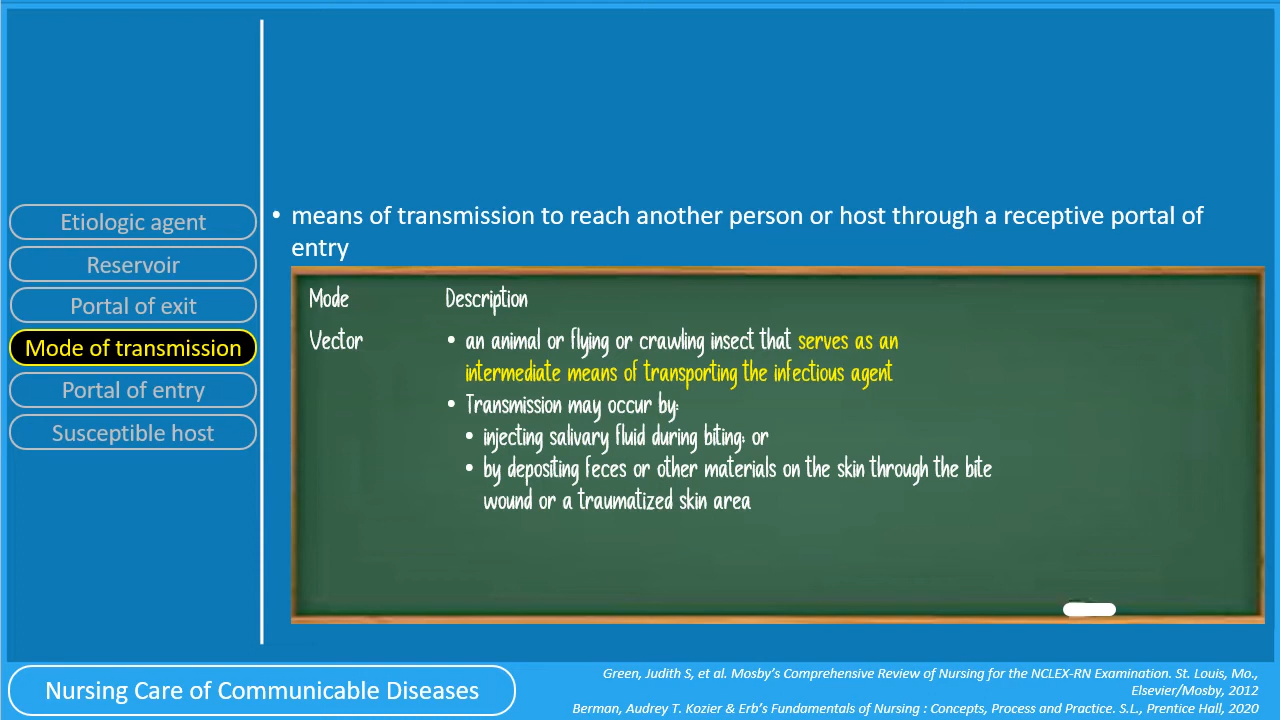 Etiologic agent
Reservoir
Portal of exit
Mode of transmission
Portal of entry
Susceptible host
• means of transmission to reach another person or host through a receptive portal of
entry
Mode Description
Vector • an animal or flying or crawling insect that serves as an
intermediate means of transporting the infectious agent
• Transmission may occur by:
• injecting salivary fluid during biting; or
• by depositing feces or other materials on the skin through the bite
wound or a traumatized skin area
Nursing Care of Communicable Diseases
Green, Judith S, et al. Mosby's Comprehensive Review of Nursing for the NCLEX-RN Examination. St. Louis, Mo.,
Elsevier/Mosby, 2012
Berman, Audrey T. Kozier & Erb's Fundamentals of Nursing : Concepts, Process and Practice. S.L., Prentice Hall, 2020